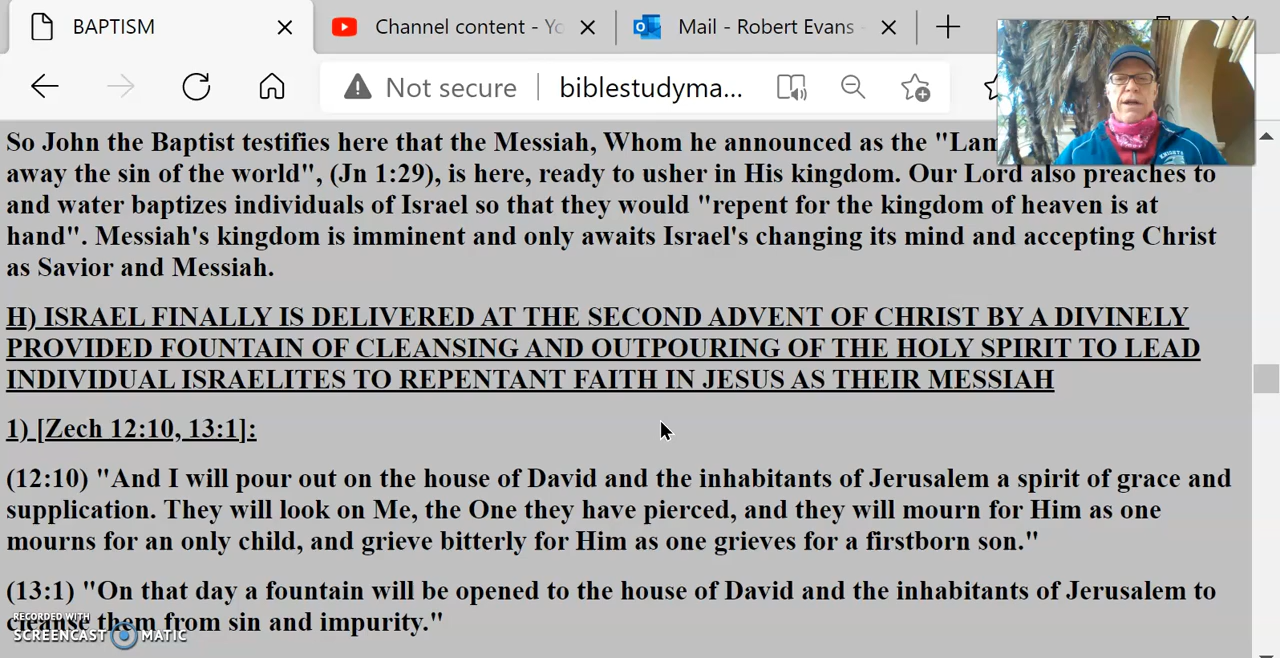 BAPTISM
Channel content - Yo
Mail - Robert Evans
Not secure
biblestudyma...
So John the Baptist testifies here that the Messiah, Whom he announced as the "Lam
away the sin of the world", (Jn 1:29), is here, ready to usher in His kingdom. Our Lord also preaches to
and water baptizes individuals of Israel so that they would "repent for the kingdom of heaven is at
hand". Messiah's kingdom is imminent and only awaits Israel's changing its mind and accepting Christ
as Savior and Messiah.
H) ISRAEL FINALLY IS DELIVERED AT THE SECOND ADVENT OF CHRIST BY A DIVINELY
PROVIDED FOUNTAIN OF CLEANSING AND OUTPOURING OF THE HOLY SPIRIT TO LEAD
INDIVIDUAL ISRAELITES TO REPENTANT FAITH IN JESUS AS THEIR MESSIAH
1) [Zech 12:10, 13:1]:
(12:10) "And I will pour out on the house of David and the inhabitants of Jerusalem a spirit of grace and
supplication. They will look on Me, the One they have pierced, and they will mourn for Him as one
mourns for an only child, and grieve bitterly for Him as one grieves for a firstborn son."
(13:1) "On that day a fountain will be opened to the house of David and the inhabitants of Jerusalem to
cleanse them from sin and impurity."
RECORDED WITH
SCREENCAST MATIC
KNIGHTS